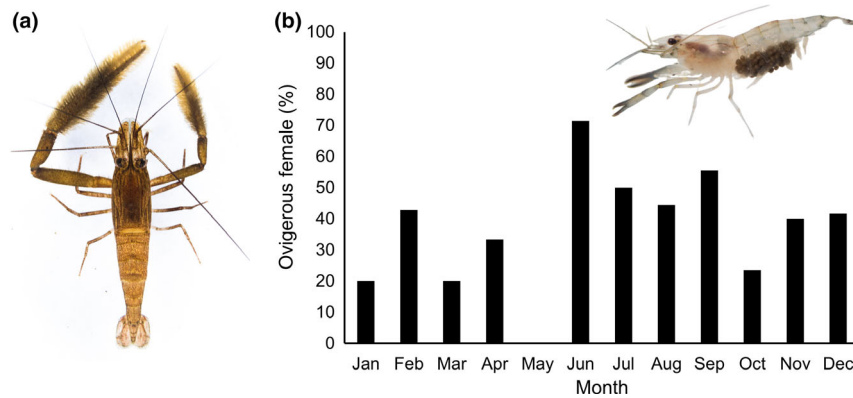 (a)
(b)
100
90
80
70
60
50
40
30
20
10
0
Ovigerous female (%)
Jan Feb Mar Apr May Jun Jul Aug Sep Oct Nov Dec
Month